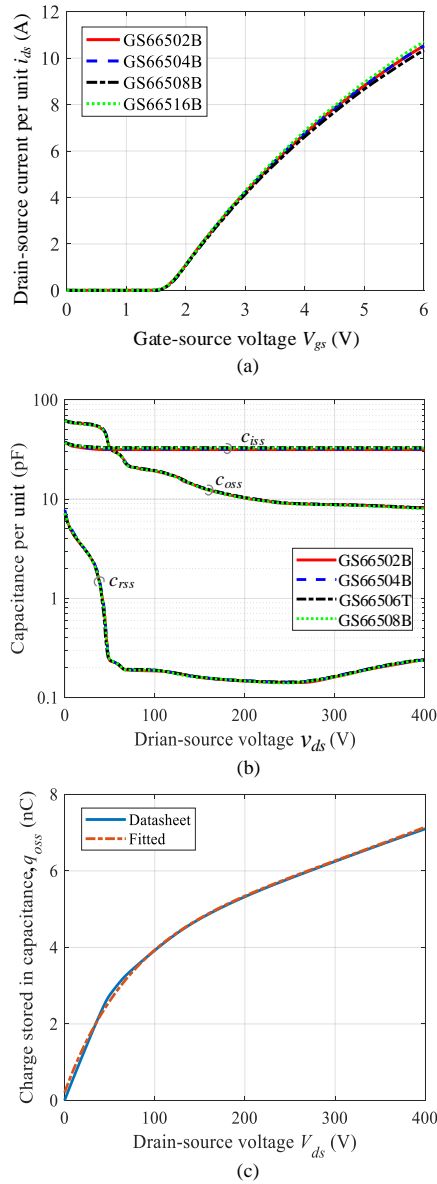 12
10
8
6
4
2
0
Drain-source current per unit ids (A)
GS66502B
GS66504B
GS66508B
GS66516B
0 1 2 3 4 5 6
Gate-source voltage Vgs (V)
(a)
100
10
1
0.1
Capacitance per unit (pF)
ciss
coss
crss
GS66502B
GS66504B
GS66506T
GS66508B
0 100 200 300 400
Drian-source voltage vds (V)
(b)
8
6
4
2
0
Charge stored in capacitance, qoss (nC)
Datasheet
Fitted
0 100 200 300 400
Drain-source voltage Vds (V)
(c)